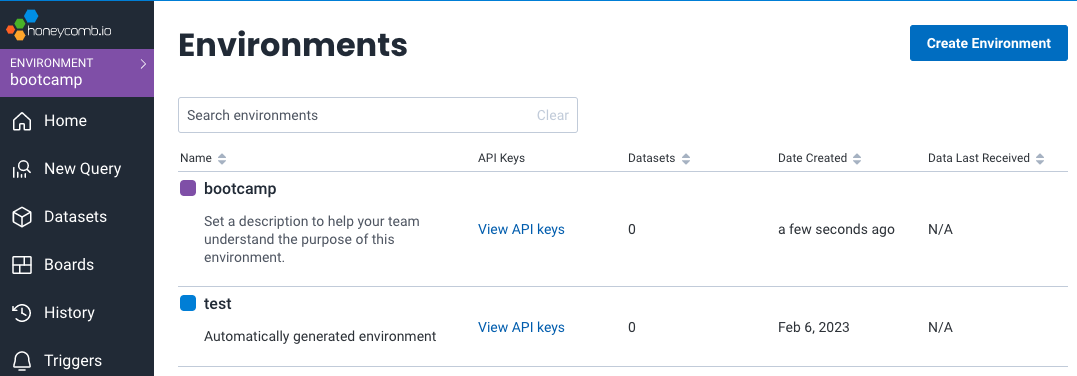 honeycomb.io
ENVIRONMENT
bootcamp
Home
New Query
Datasets
Boards
History
Triggers
Environments
Create Environment
Search environments Clear
Name API Keys Datasets Date Created Data Last Received
bootcamp
Set a description to help your team
understand the purpose of this
environment.
View API keys 0 a few seconds ago N/A
test
Automatically generated environment
View API keys 0 Feb 6, 2023 N/A